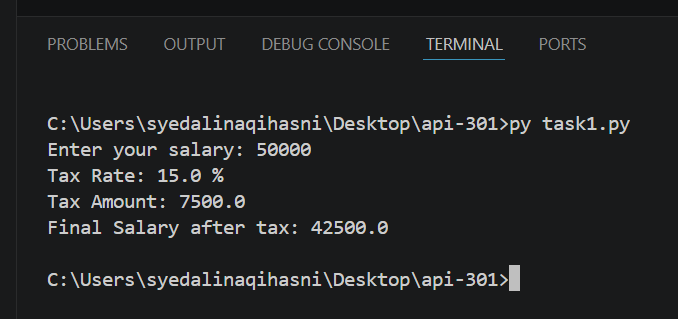 PROBLEMS OUTPUT DEBUG CONSOLE TERMINAL PORTS
C:\Users\syedalinaqihasni\Desktop\api-301>py task1.py
Enter your salary: 50000
Tax Rate: 15.0 %
Tax Amount: 7500.0
Final Salary after tax: 42500.0
C:\Users\syedalinaqihasni\Desktop\api-301>